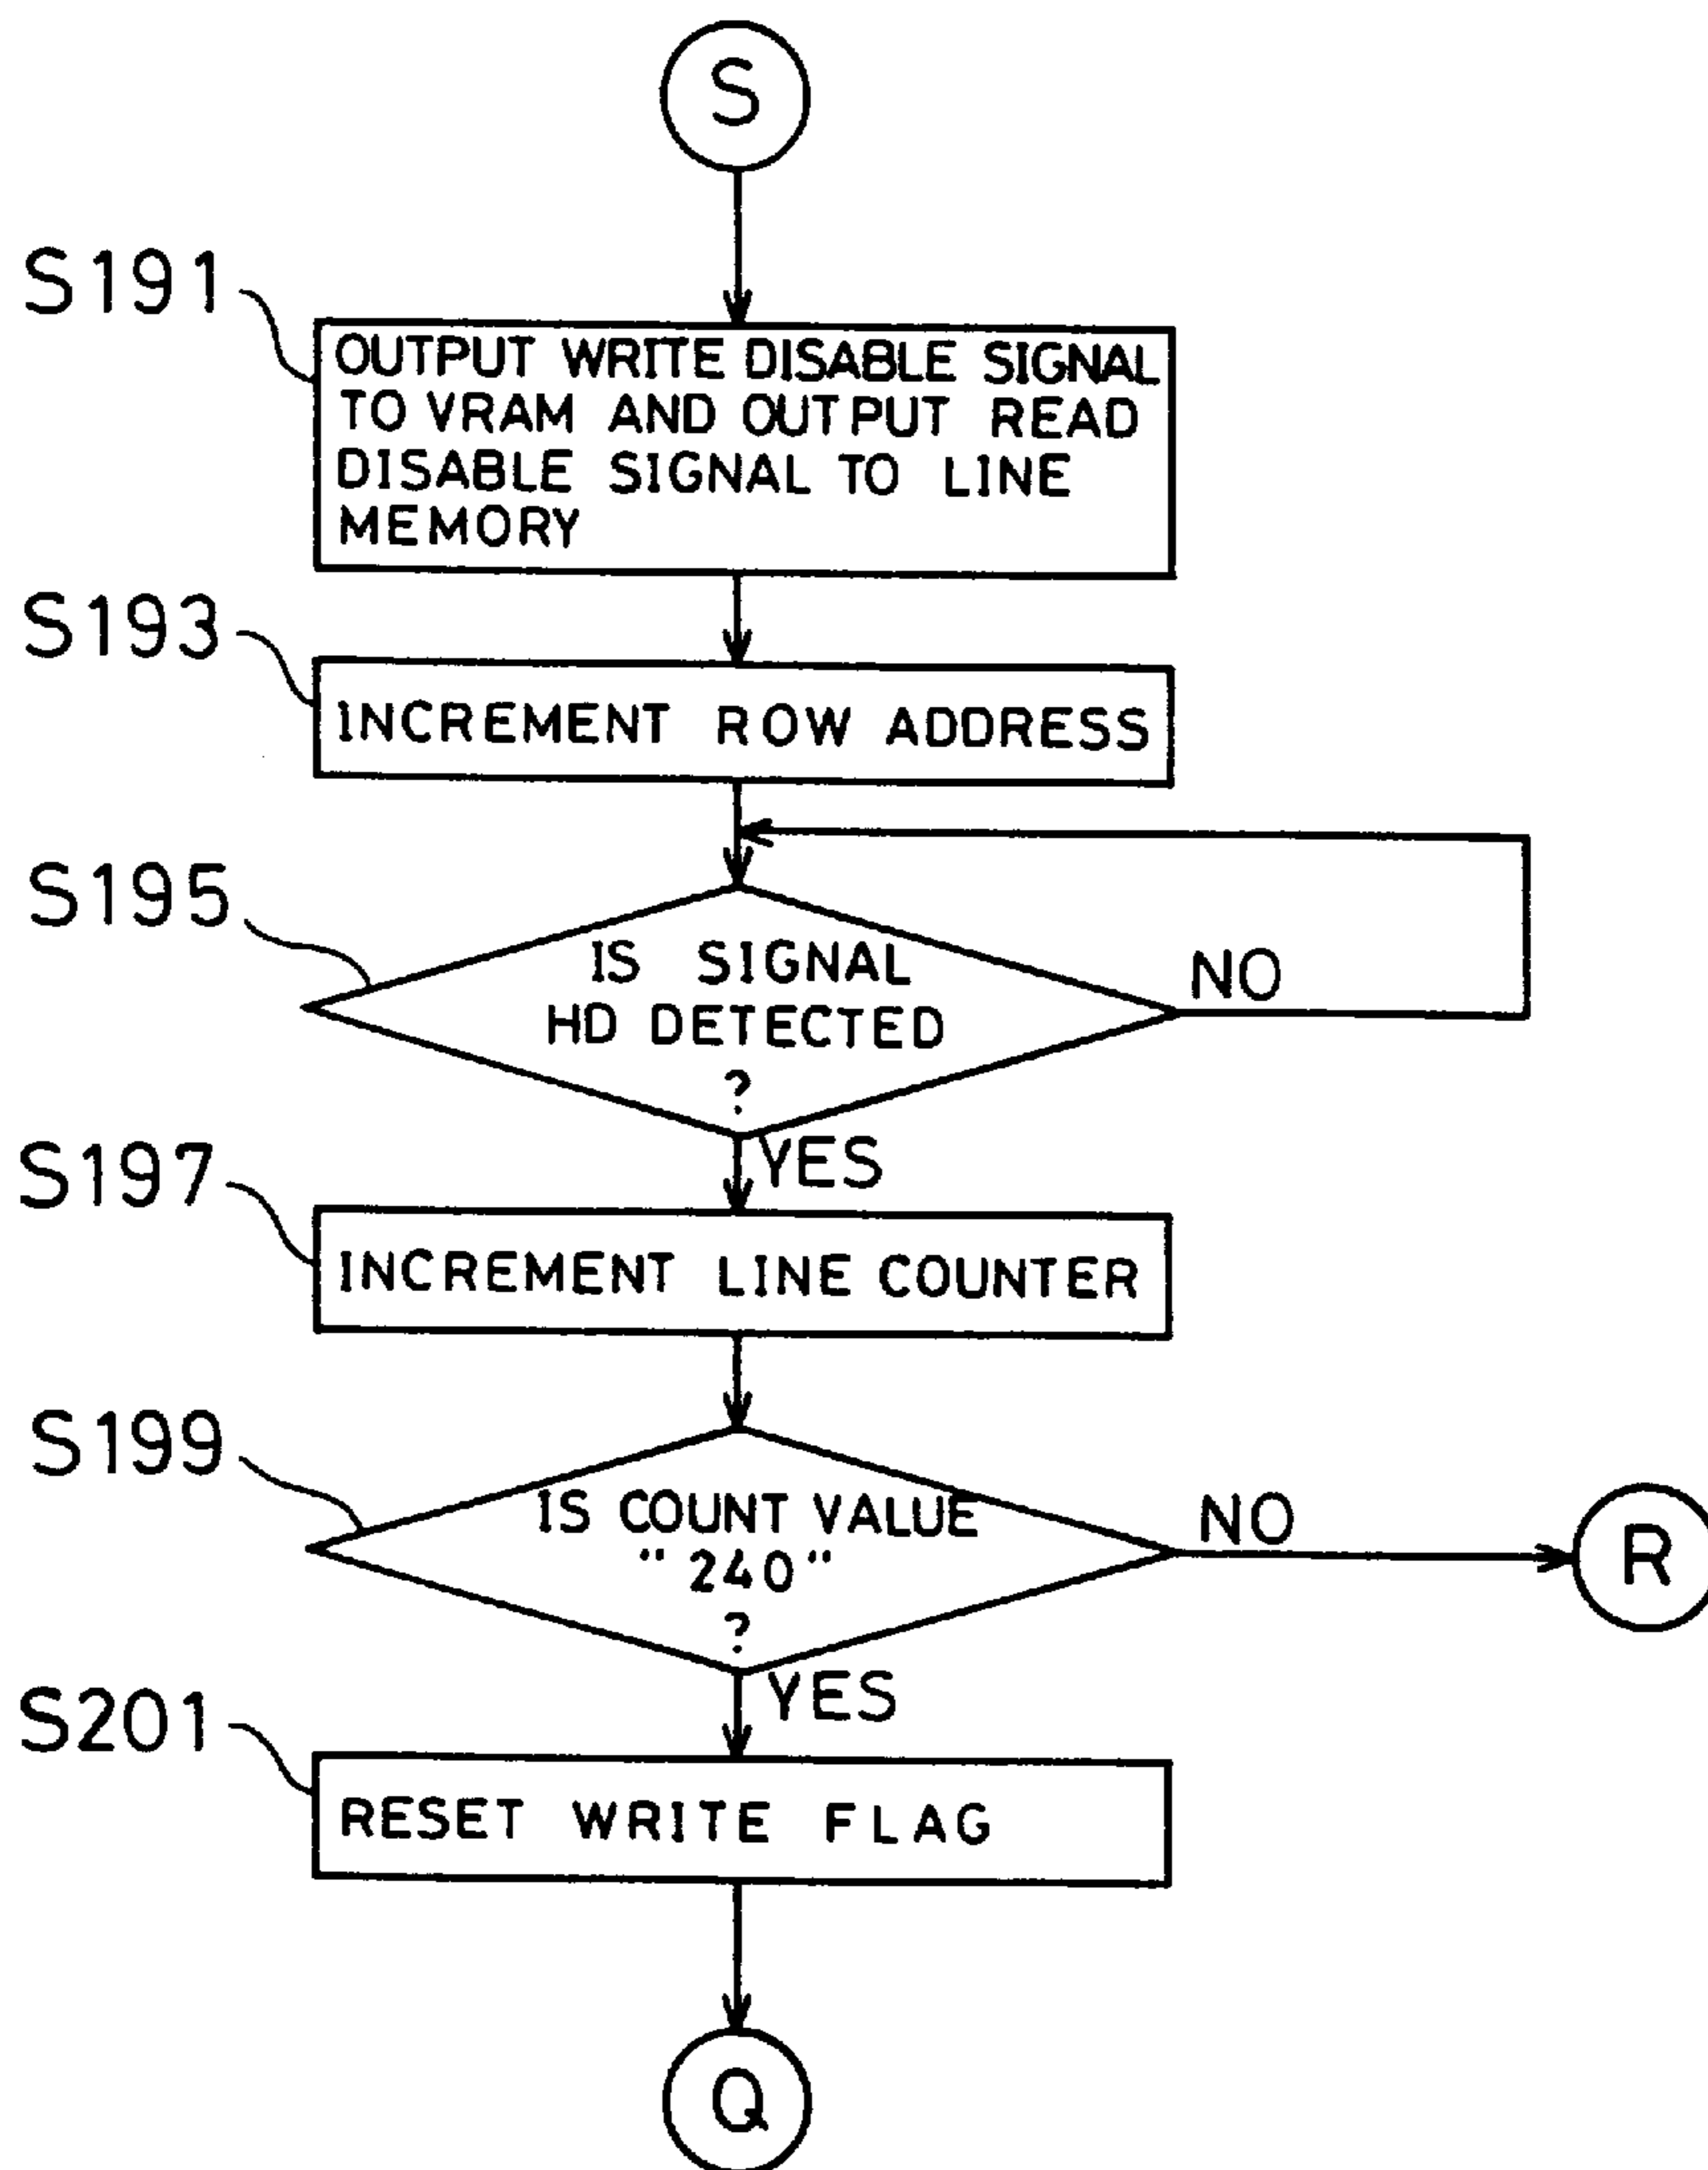 S
S191
OUTPUT WRITE DISABLE SIGNAL
TO VRAM AND OUTPUT READ
DISABLE SIGNAL TO LINE
MEMORY
S193
INCREMENT ROW ADDRESS
S195
IS SIGNAL
HD DETECTED
?
NO
YES
S197
INCREMENT LINE COUNTER
S199
IS COUNT VALUE
"240"
?
NO
R
YES
S201
RESET WRITE FLAG
Q